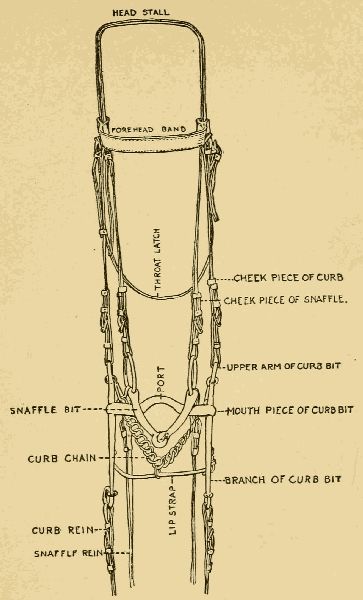 HEAD STALL
FOREHEAD BAND
THROAT LATCH
CHEEK PIECE OF CURB
CHEEK PIECE OF SNAFFLE.
UPPER ARM OF CURB BIT
PORT
SNAFFLE BIT
MOUTH PIECE OF CURB BIT
CURB CHAIN
BRANCH OF CURB BIT
LIP STRAP
CURB REIN
SNAFFLE REIN